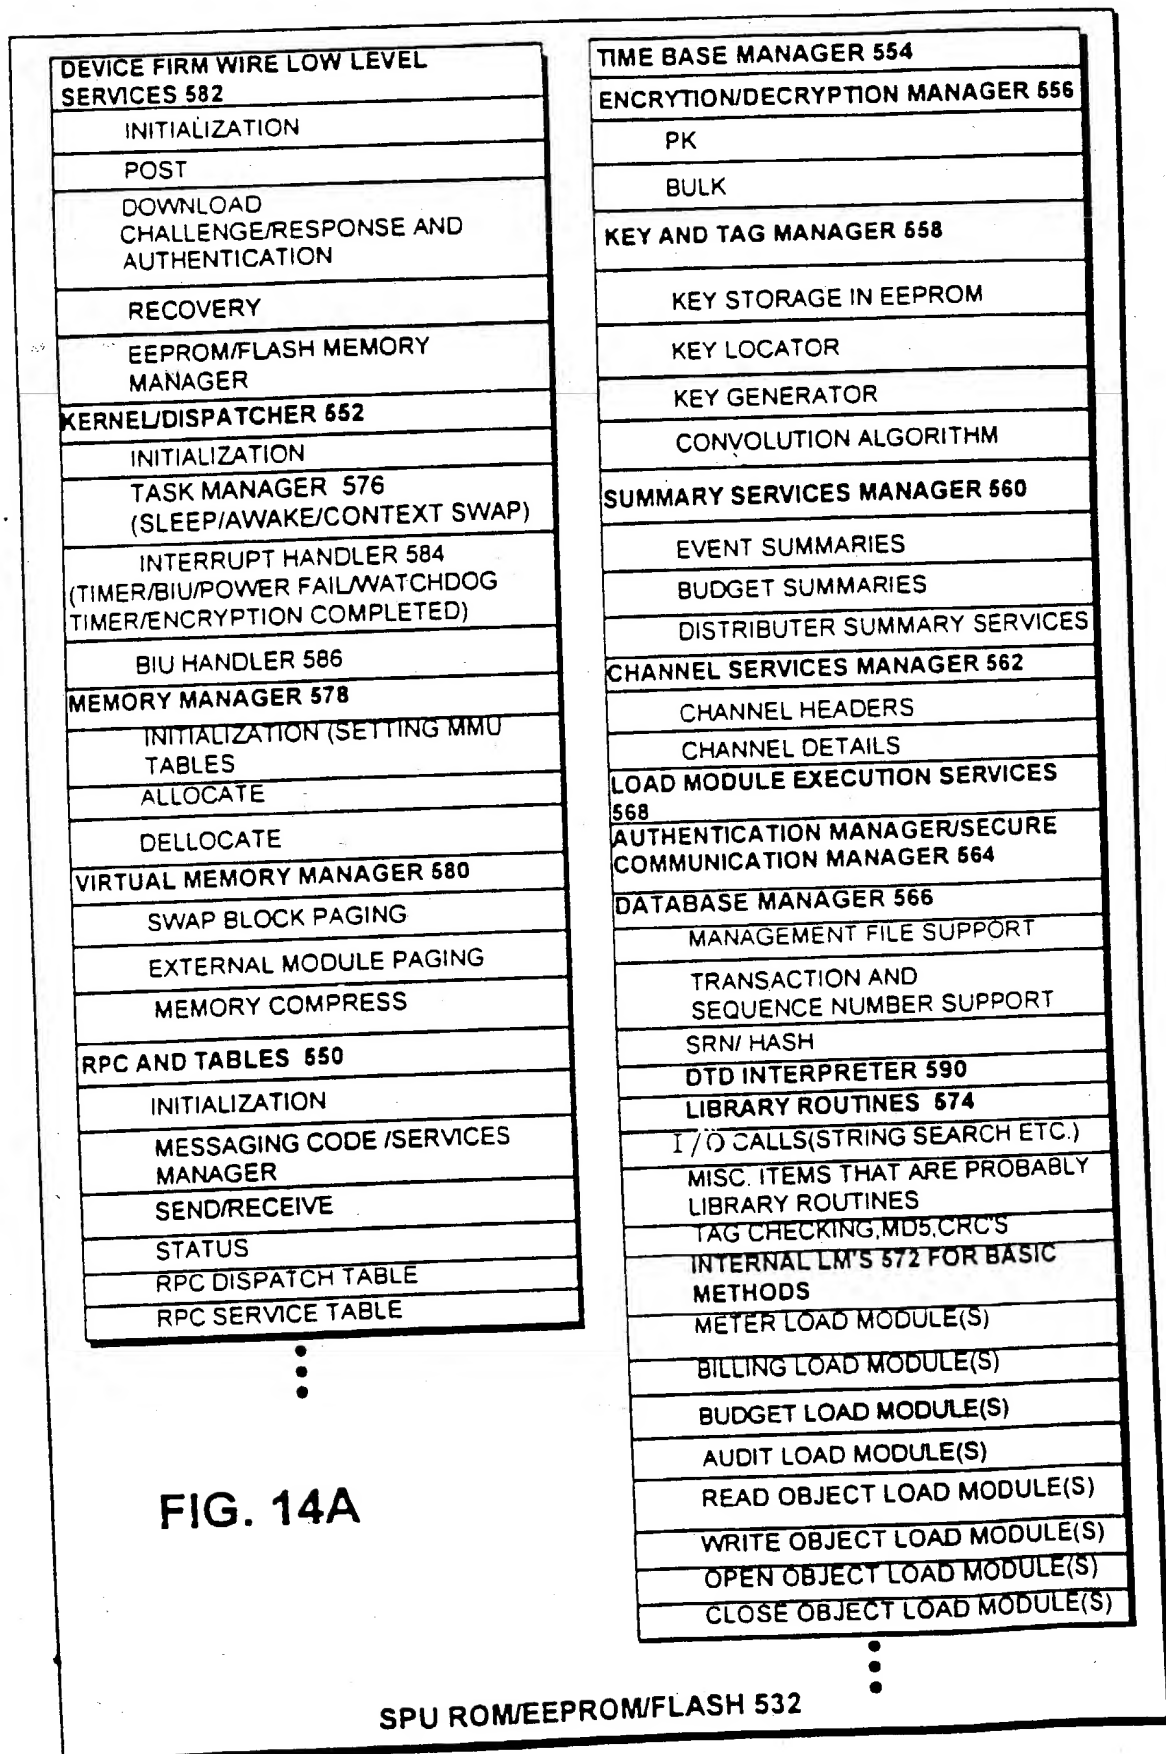 DEVICE FIRM WIRE LOW LEVEL
SERVICES 582
INITIALIZATION
POST
DOWNLOAD
CHALLENGE/RESPONSE AND
AUTHENTICATION
RECOVERY
EEPROM/FLASH MEMORY
MANAGER
KERNEL/DISPATCHER 552
INITIALIZATION
TASK MANAGER 576
(SLEEP/AWAKE/CONTEXT SWAP)
INTERRUPT HANDLER 584
(TIMER/BIU/POWER FAIL/WATCHDOG
TIMER/ENCRYPTION COMPLETED)
BIU HANDLER 586
MEMORY MANAGER 578
INITIALIZATION (SETTING MMU
TABLES
ALLOCATE
DELLOCATE
VIRTUAL MEMORY MANAGER 580
SWAP BLOCK PAGING
EXTERNAL MODULE PAGING
MEMORY COMPRESS
RPC AND TABLES 550
INITIALIZATION
MESSAGING CODE /SERVICES
MANAGER
SEND/RECEIVE
STATUS
RPC DISPATCH TABLE
RPC SERVICE TABLE
TIME BASE MANAGER 554
ENCRYTION/DECRYPTION MANAGER 556
PK
BULK
KEY AND TAG MANAGER 558
KEY STORAGE IN EEPROM
KEY LOCATOR
KEY GENERATOR
CONVOLUTION ALGORITHM
SUMMARY SERVICES MANAGER 560
EVENT SUMMARIES
BUDGET SUMMARIES
DISTRIBUTER SUMMARY SERVICES
CHANNEL SERVICES MANAGER 562
CHANNEL HEADERS
CHANNEL DETAILS
LOAD MODULE EXECUTION SERVICES
568
AUTHENTICATION MANAGER/SECURE
COMMUNICATION MANAGER 564
DATABASE MANAGER 566
MANAGEMENT FILE SUPPORT
TRANSACTION AND
SEQUENCE NUMBER SUPPORT
SRN/ HASH
DTD INTERPRETER 590
LIBRARY ROUTINES 574
I/O CALLS(STRING SEARCH ETC.)
MISC. ITEMS THAT ARE PROBABLY
LIBRARY ROUTINES
TAG CHECKING,MD5,CRC'S
INTERNAL LM'S 572 FOR BASIC
METHODS
METER LOAD MODULE(S)
BILLING LOAD MODULE(S)
BUDGET LOAD MODULE(S)
AUDIT LOAD MODULE(S)
READ OBJECT LOAD MODULE(S)
WRITE OBJECT LOAD MODULE(S)
OPEN OBJECT LOAD MODULE(S)
CLOSE OBJECT LOAD MODULE(S)
FIG. 14A
SPU ROM/EEPROM/FLASH 532